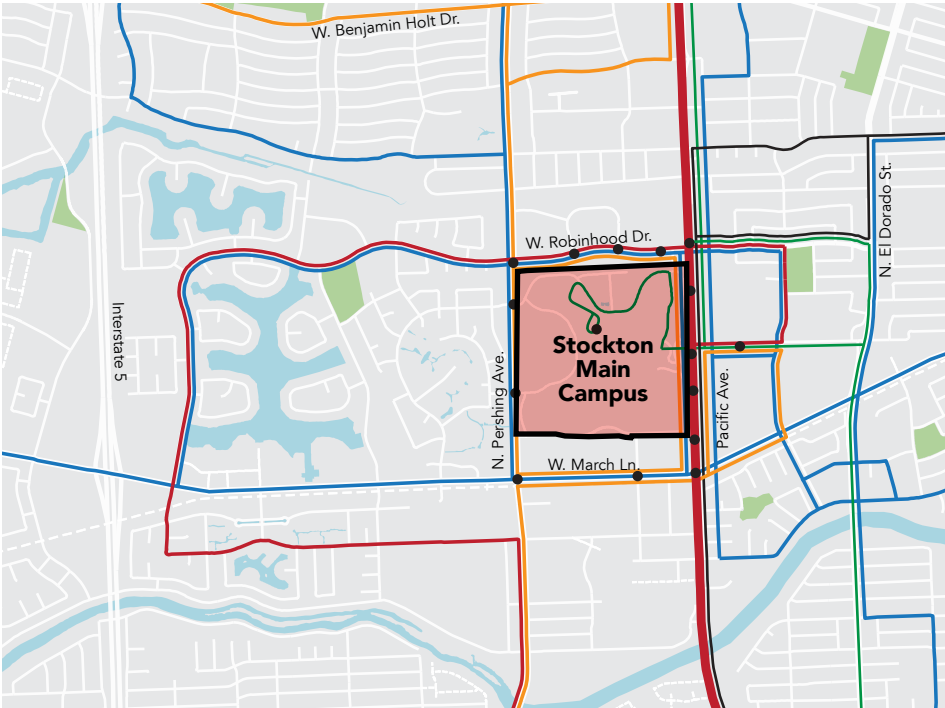 W. Benjamin Holt Dr.
N. El Dorado St.
W. Robinhood Dr.
Interstate 5
Stockton
Main
Campus
N. Pershing Ave.
Pacific Ave.
W. March Ln.